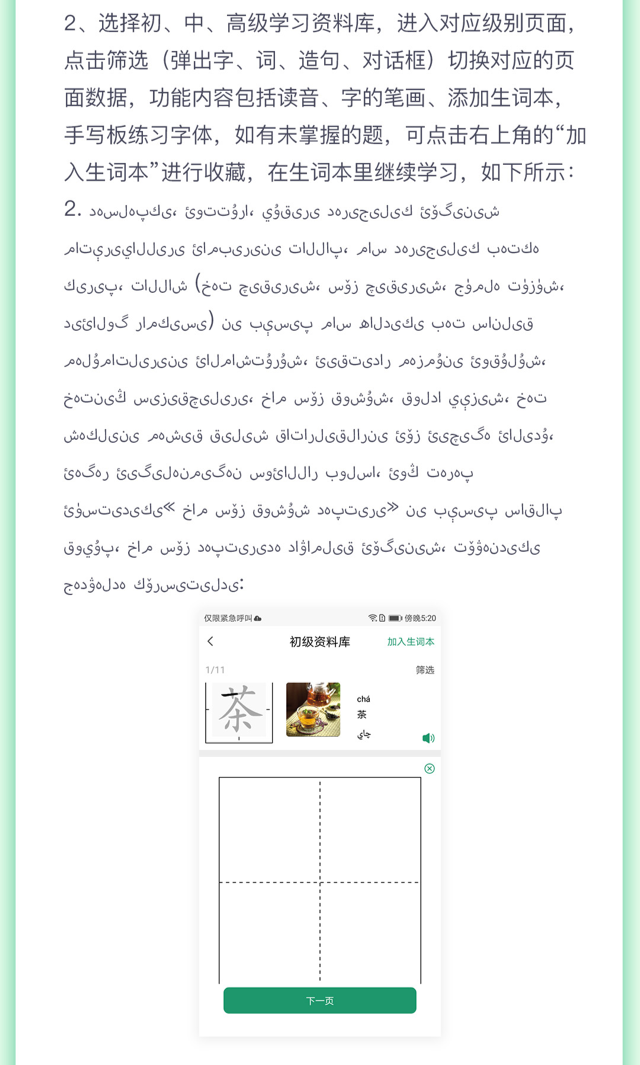 2、选择初、中、高级学习资料库，进入对应级别页面，
点击筛选（弹出字、词、造句、对话框）切换对应的页
面数据，功能内容包括读音、字的笔画、添加生词本，
手写板练习字体，如有未掌握的题，可点击右上角的“加
入生词本”进行收藏，在生词本里继续学习，如下所示：
2. دەسلەپكى، ئوتتۇرا، يۇقىرى دەرىجىلىك ئۆگىنىش
ماتېرىياللىرى ئامبىرىنى تاللاپ، ماس دەرىجىلىك بەتكە
كىرىپ، تاللاش (خەت چىقىرىش، سۆز چىقىرىش، جۈملە تۈزۈش،
دىئالوگ رامكىسى) نى بېسىپ ماس ھالدىكى بەت سانلىق
مەلۇماتلىرىنى ئالماشتۇرۇش، ئىقتىدار مەزمۇنى ئوقۇلۇش،
خەتنىڭ سىزىقچىلىرى، خام سۆز قوشۇش، قولدا يېزىش، خەت
شەكلىنى مەشىق قىلىش قاتارلىقلارنى ئۆز ئىچىگە ئالىدۇ،
ئەگەر ئىگىلەنمىگەن سوئاللار بولسا، ئوڭ تەرەپ
ئۈستىدىكى «خام سۆز قوشۇش دەپتىرى» نى بېسىپ ساقلاپ
قويۇپ، خام سۆز دەپتىرىدە داۋاملىق ئۆگىنىش، تۆۋەندىكى
جەدۋەلدە كۆرسىتىلدى:
仅限紧急呼叫 傍晚5:20
初级资料库 加入生词本
1/11 筛选
茶
chá
茶
چاي
下一页